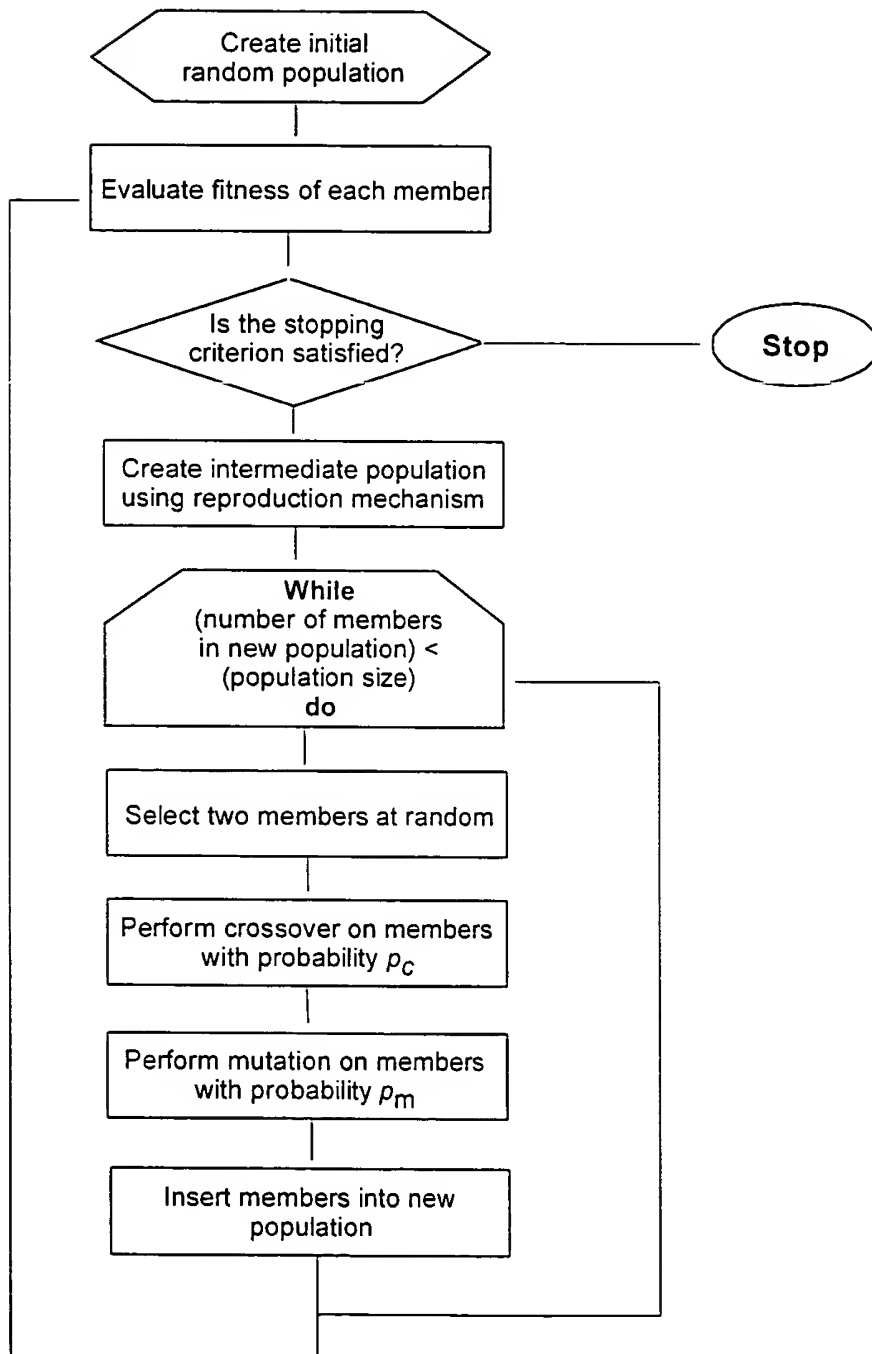 Create initial
random population
Evaluate fitness of each member
Is the stopping
criterion satisfied?
Stop
Create intermediate population
using reproduction mechanism
While
(number of members
in new population) <
(population size)
do
Select two members at random
Perform crossover on members
with probability pc
Perform mutation on members
with probability pm
Insert members into new
population